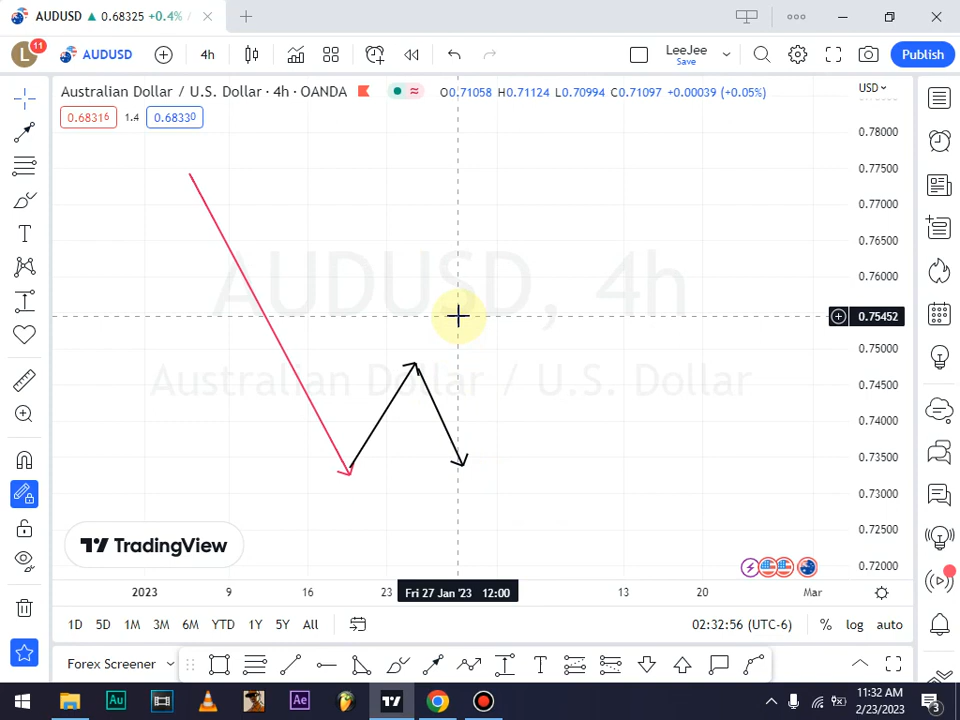 AUDUSD ▲ 0.68325 +0.4% /
L 11 AUDUSD 4h LeeJee Save Publish
Australian Dollar / U.S. Dollar · 4h · OANDA O0.71058 H0.71124 L0.70994 C0.71097 +0.00039 (+0.05%) USD
0.68316 1.4 0.68330
0.78000
0.77500
0.77000
0.76500
AUDUSD, 4h
0.76000
0.75452
0.75000
Australian Dollar / U.S. Dollar
0.74500
0.74000
0.73500
0.73000
0.72500
TradingView
0.72000
2023 9 16 23 Fri 27 Jan '23 12:00 13 20 Mar
1D 5D 1M 3M 6M YTD 1Y 5Y All 02:32:56 (UTC-6) % log auto
Forex Screener
Au Ae 11:32 AM
2/23/2023 3